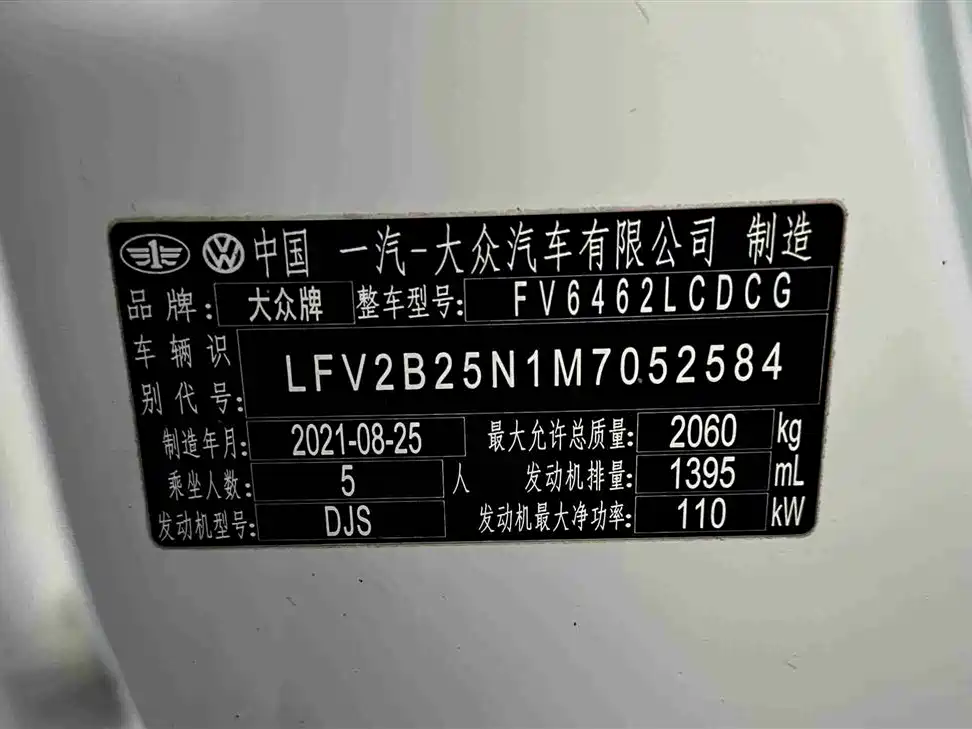 中国 一汽-大众汽车有限公司 制造
品牌: 大众牌 整车型号: FV6462LCDCG
车辆识别代号: LFV2B25N1M7052584
制造年月: 2021-08-25 最大允许总质量: 2060 kg
乘坐人数: 5 人 发动机排量: 1395 mL
发动机型号: DJS 发动机最大净功率: 110 kW